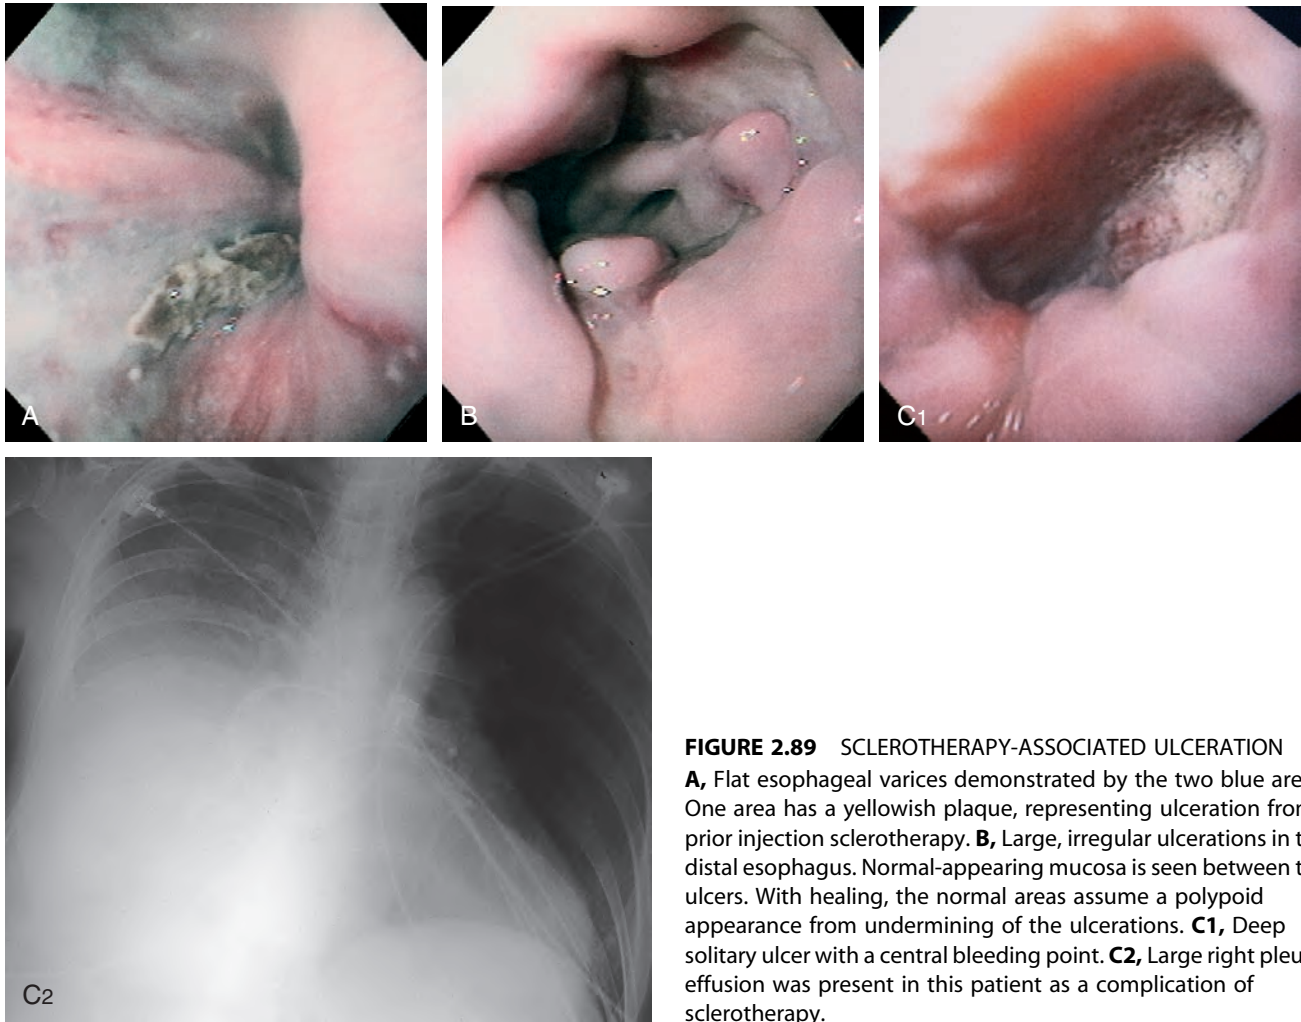 A
B
C1
C2
FIGURE 2.89 SCLEROTHERAPY-ASSOCIATED ULCERATION
A, Flat esophageal varices demonstrated by the two blue
One area has a yellowish plaque, representing ulceration
prior injection sclerotherapy. B, Large, irregular ulcerations in
distal esophagus. Normal-appearing mucosa is seen between
ulcers. With healing, the normal areas assume a polypoid
appearance from undermining of the ulcerations. C1, Deep
solitary ulcer with a central bleeding point. C2, Large right
effusion was present in this patient as a complication of
sclerotherapy.